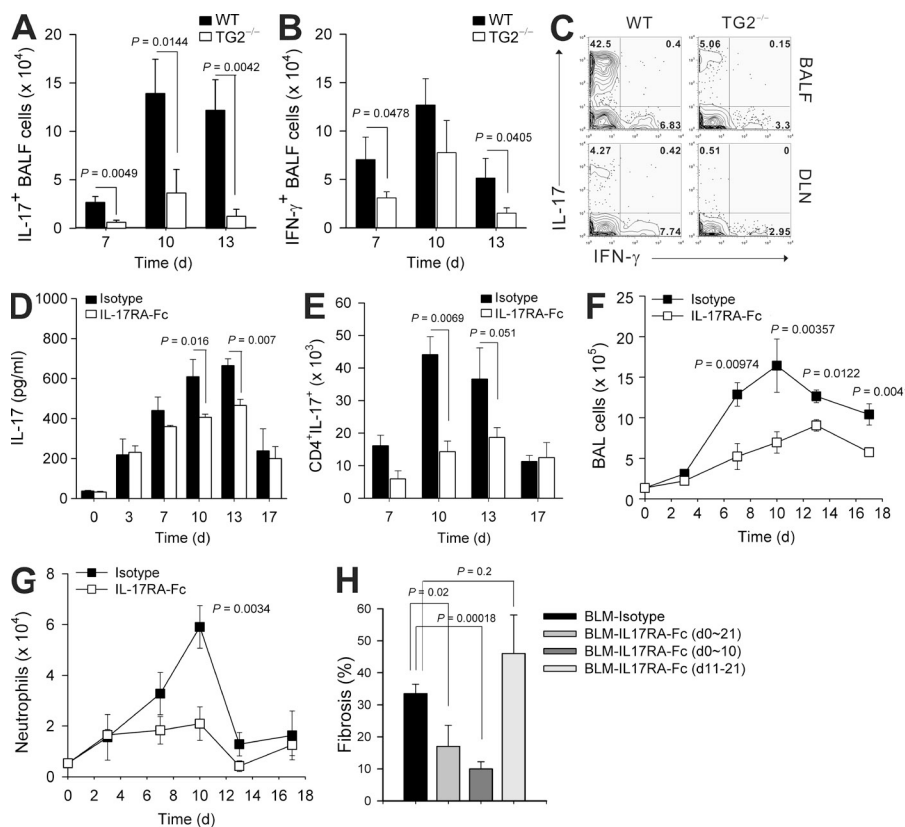 A
WT
TG2−/−
P = 0.0144
P = 0.0042
P = 0.0049
IL-17+ BALF cells (x 10^4)
20
15
10
5
0
7 10 13
Time (d)
B
WT
TG2−/−
P = 0.0478
P = 0.0405
IFN-γ+ BALF cells (x 10^4)
20
15
10
5
0
7 10 13
Time (d)
C
WT TG2−/−
42.5 0.4 5.06 0.15
6.83 3.3
BALF
4.27 0.42 0.51 0
7.74 2.95
DLN
IL-17
IFN-γ
D
Isotype
IL-17RA-Fc
P = 0.016
P = 0.007
IL-17 (pg/ml)
1000
800
600
400
200
0
0 3 7 10 13 17
Time (d)
E
Isotype
IL-17RA-Fc
P = 0.0069
P = 0.051
CD4+IL-17+ (x 10^3)
60
50
40
30
20
10
0
7 10 13 17
Time (d)
F
Isotype
IL-17RA-Fc
P = 0.00357
P = 0.00974
P = 0.0122
P = 0.004
BAL cells (x 10^5)
25
20
15
10
5
0
0 2 4 6 8 10 12 14 16 18
Time (d)
G
Isotype
IL-17RA-Fc
P = 0.0034
Neutrophils (x 10^4)
8
6
4
2
0
0 2 4 6 8 10 12 14 16 18
Time (d)
H
P = 0.2
P = 0.02
P = 0.00018
Fibrosis (%)
60
50
40
30
20
10
0
BLM-Isotype
BLM-IL17RA-Fc (d0~21)
BLM-IL17RA-Fc (d0~10)
BLM-IL17RA-Fc (d11-21)